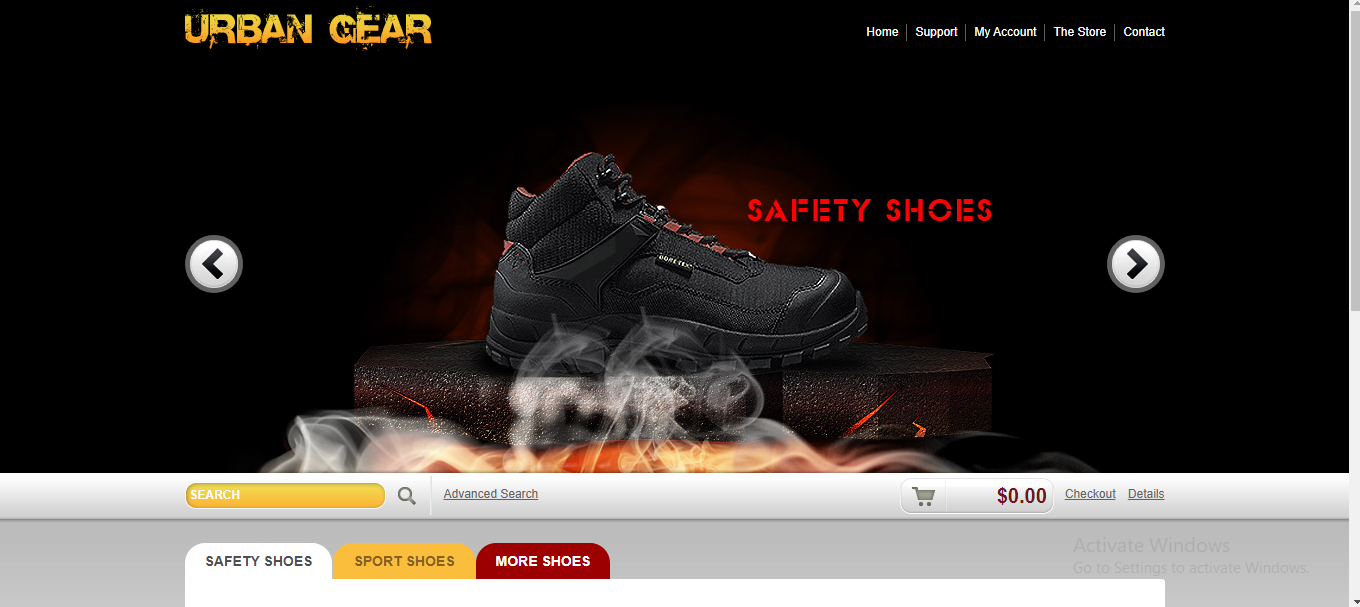 URBAN GEAR
Home Support My Account The Store Contact
SAFETY SHOES
GORE-TEX
SEARCH
Advanced Search
$0.00
Checkout Details
SAFETY SHOES
SPORT SHOES
MORE SHOES
Activate Windows
Go to Settings to activate Windows.